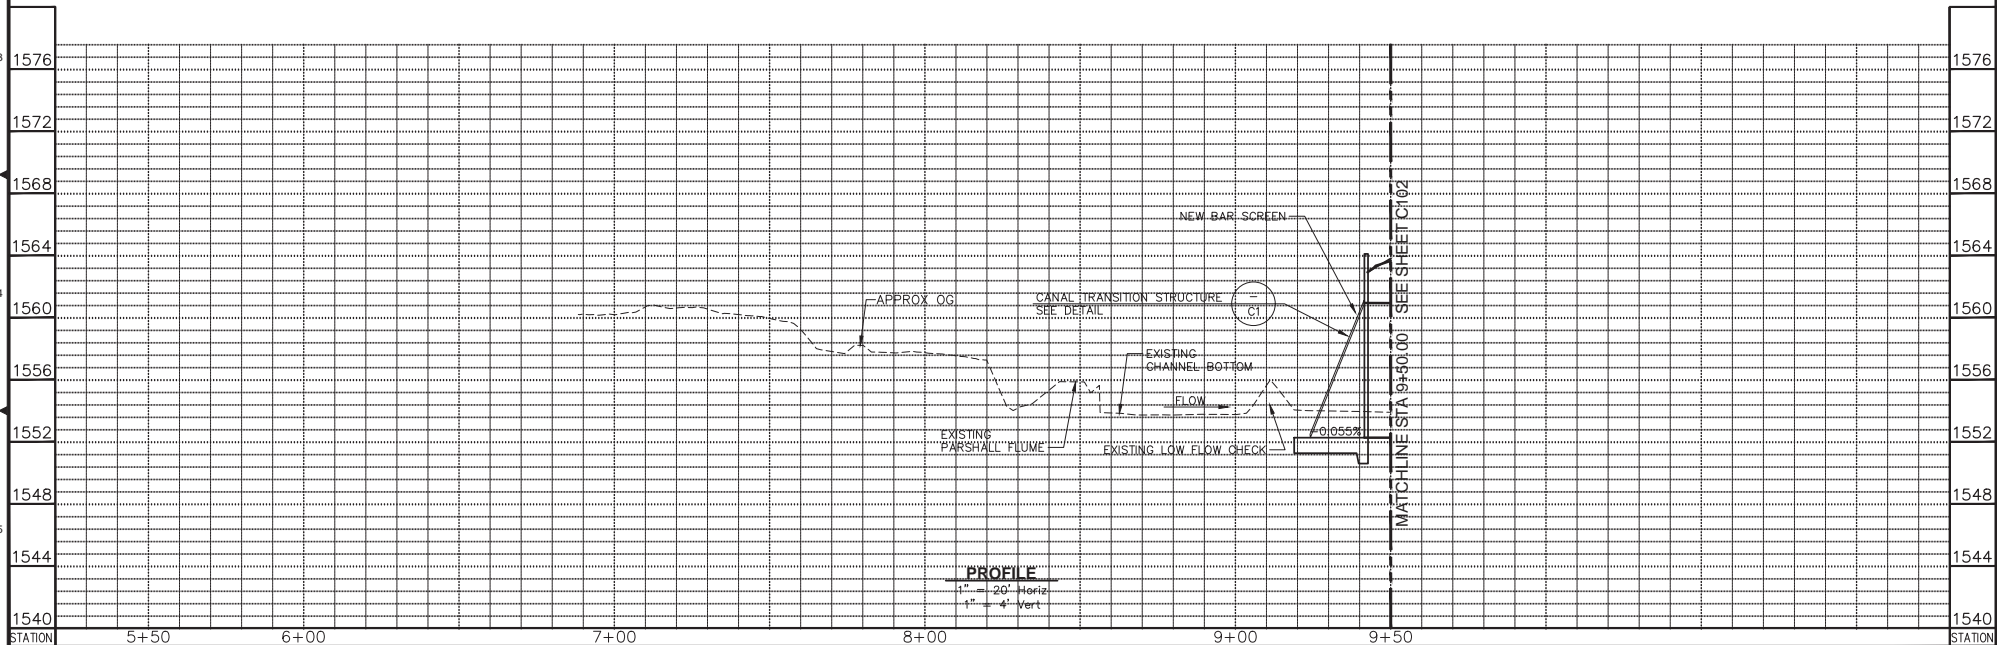 1576
1572
1568
1564
1560
1556
1552
1548
1544
1540
STATION
NEW BAR SCREEN
APPROX OG
CANAL TRANSITION STRUCTURE
SEE DETAIL
–
C1
EXISTING
CHANNEL BOTTOM
FLOW
EXISTING
PARSHALL FLUME
EXISTING LOW FLOW CHECK
-0.055%
MATCHLINE STA 9+50.00 SEE SHEET C102
PROFILE
1" = 20' Horiz
1" = 4' Vert
5+50 6+00 7+00 8+00 9+00 9+50
1576
1572
1568
1564
1560
1556
1552
1548
1544
1540
STATION